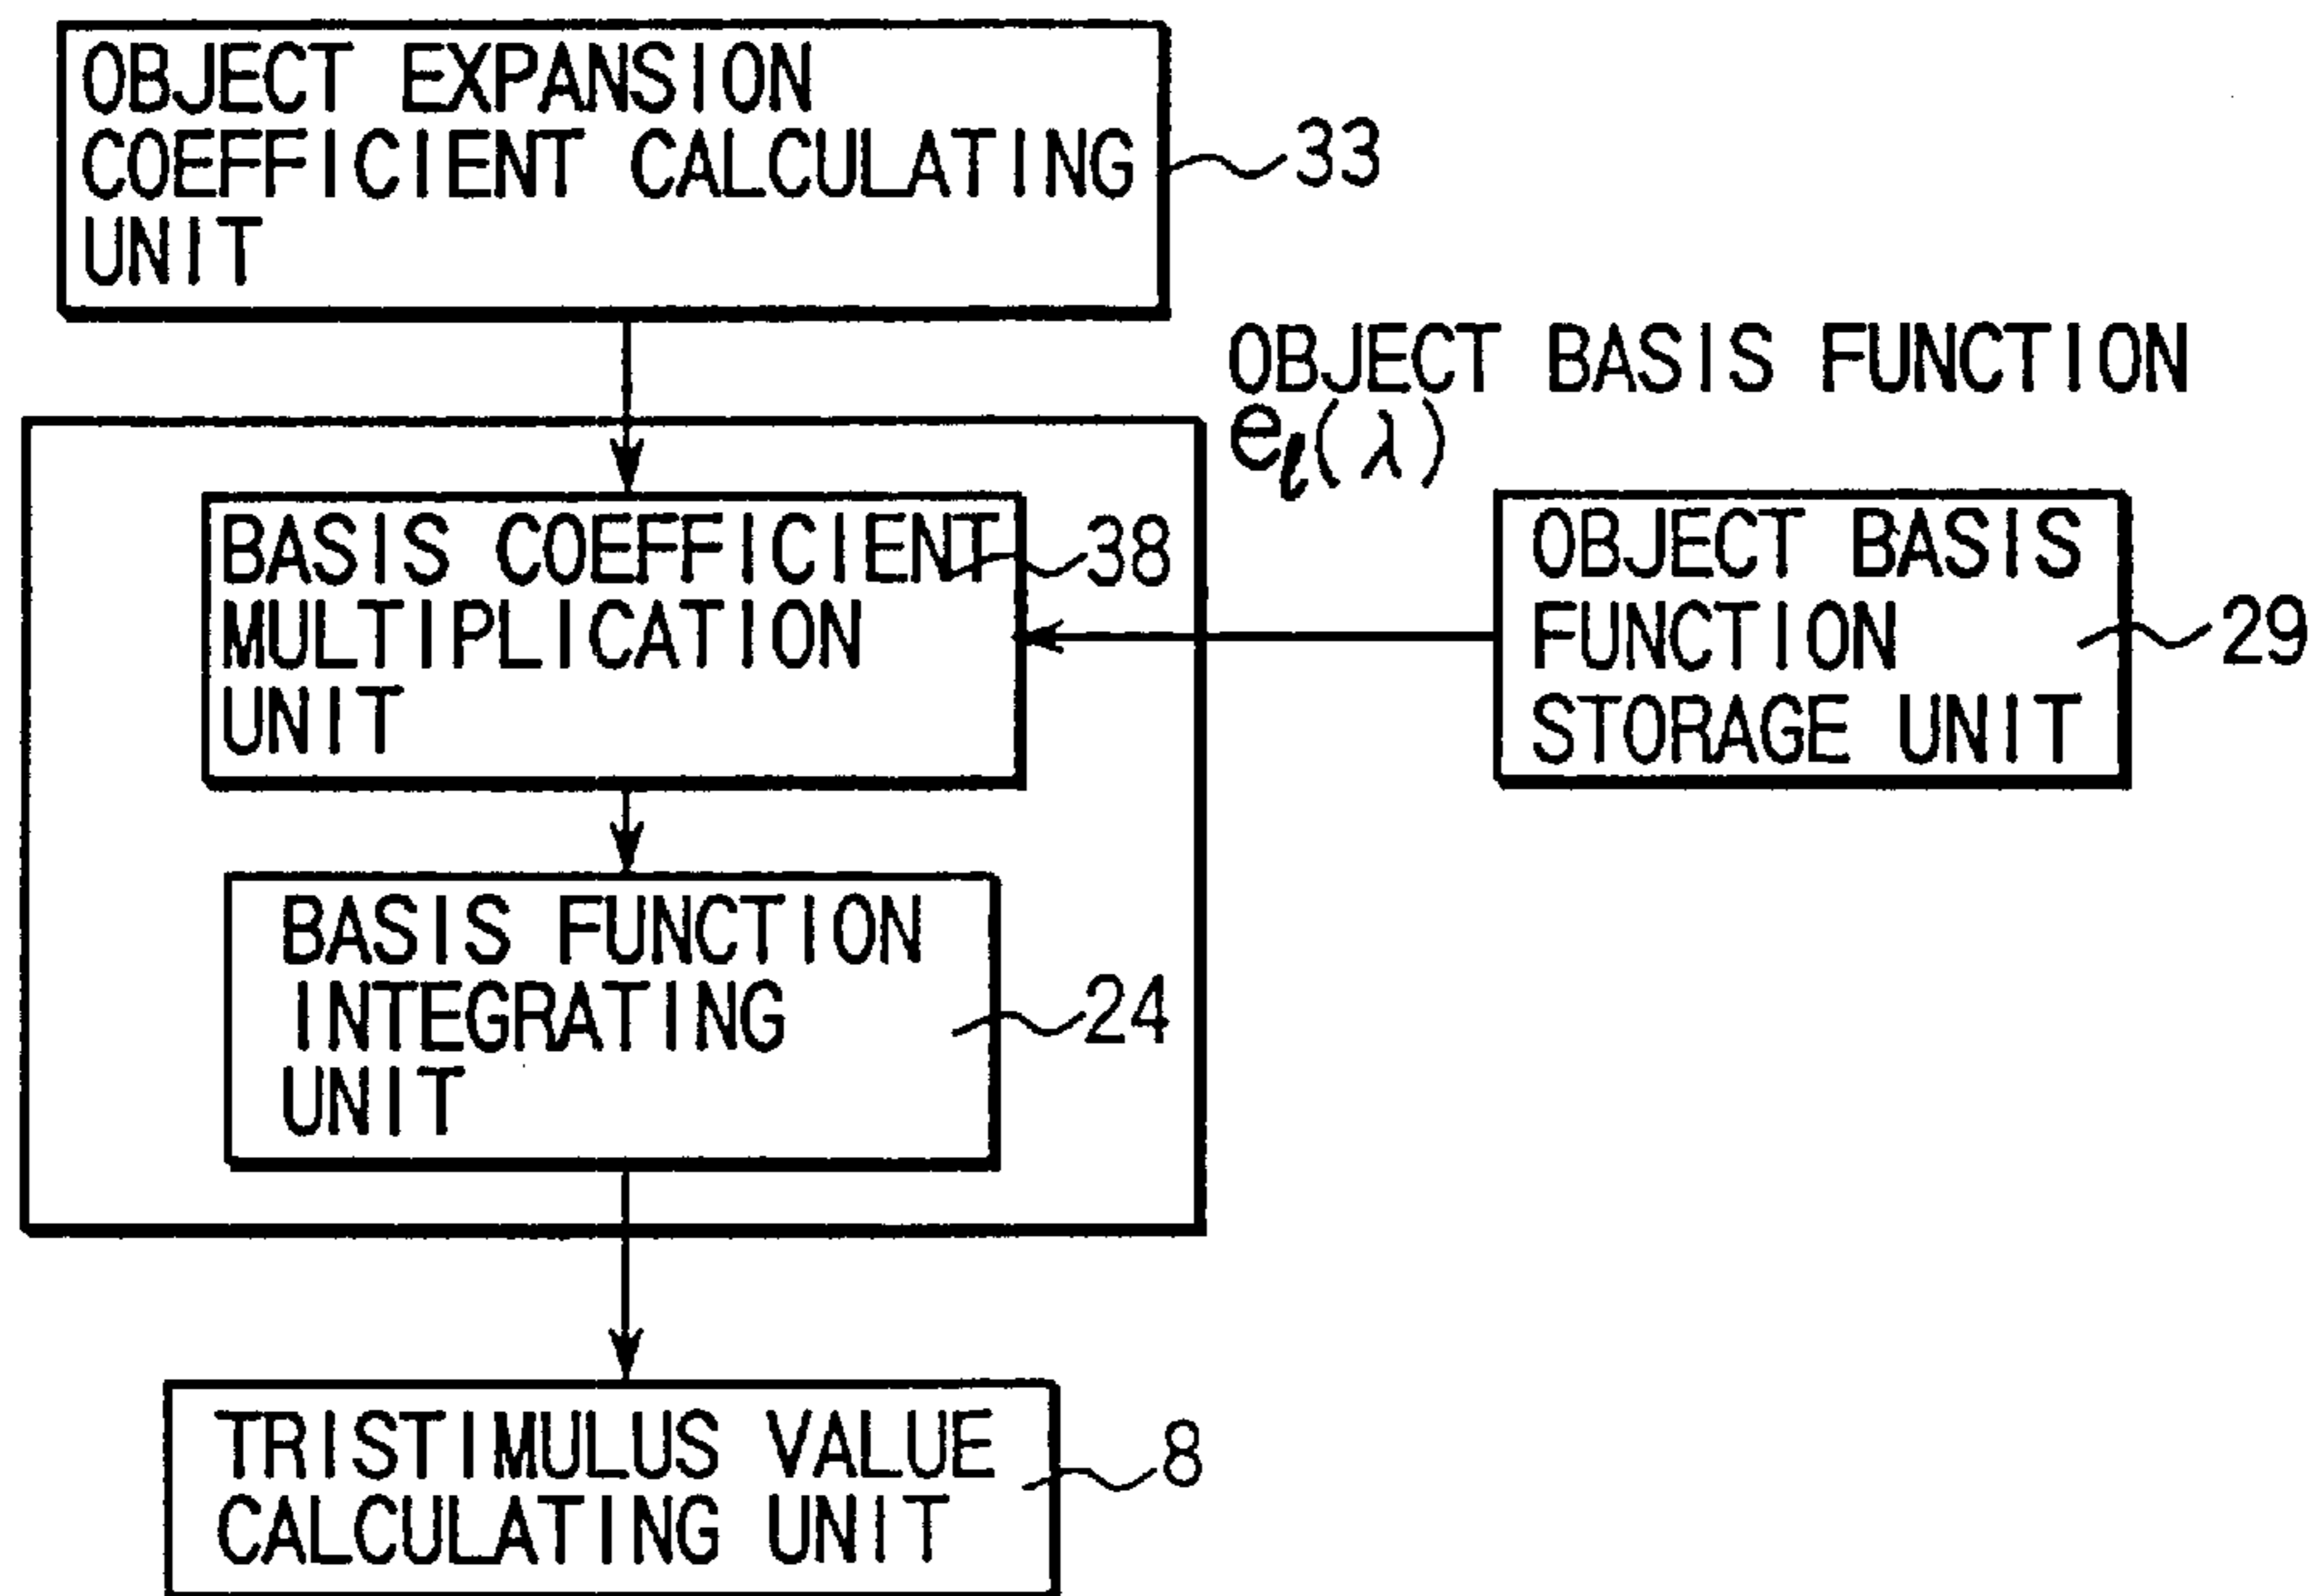 OBJECT EXPANSION
COEFFICIENT CALCULATING
UNIT
33
OBJECT BASIS FUNCTION
eℓ(λ)
BASIS COEFFICIENT
MULTIPLICATION
UNIT
38
OBJECT BASIS
FUNCTION
STORAGE UNIT
29
BASIS FUNCTION
INTEGRATING
UNIT
24
TRISTIMULUS VALUE
CALCULATING UNIT
8